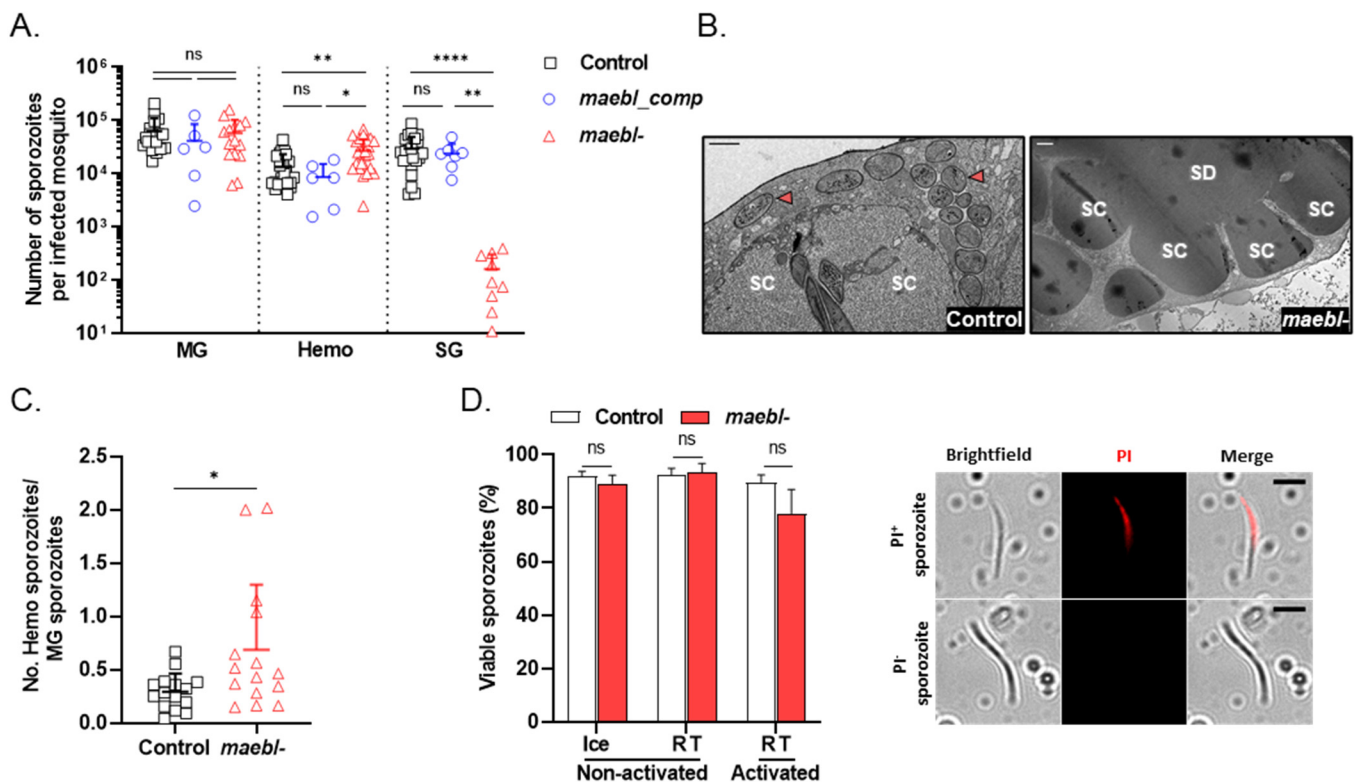 A.
Number of sporozoites
per infected mosquito
10⁶
10⁵
10⁴
10³
10²
10¹
ns
**
****
ns
*
ns
**
MG
Hemo
SG
Control
maebl_comp
maebl-
B.
SC
SC
Control
SD
SC
SC
SC
SC
maebl-
C.
No. Hemo sporozoites/
MG sporozoites
2.5
2.0
1.5
1.0
0.5
0.0
*
Control
maebl-
D.
Control
maebl-
Viable sporozoites (%)
100
80
60
40
20
0
ns
ns
ns
Ice
RT
RT
Non-activated
Activated
Brightfield
PI
Merge
PI⁺
sporozoite
PI⁻
sporozoite